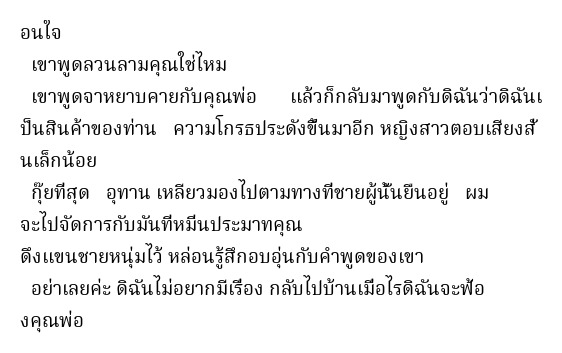 อนใจ
เขาพูดลวนลามคุณใช่ไหม
เขาพูดจาหยาบคายกับคุณพ่อ แล้วก็กลับมาพูดกับดิฉันว่าดิฉันเ
ป็นสินค้าของท่าน ความโกรธประดังขึ้นมาอีก หญิงสาวตอบเสียงสั่
นเล็กน้อย
กุ๊ยที่สุด อุทาน เหลียวมองไปตามทางที่ชายผู้นั้นยืนอยู่ ผม
จะไปจัดการกับมันที่หมิ่นประมาทคุณ
ดึงแขนชายหนุ่มไว้ หล่อนรู้สึกอบอุ่นกับคำพูดของเขา
อย่าเลยค่ะ ดิฉันไม่อยากมีเรื่อง กลับไปบ้านเมื่อไรดิฉันจะฟ้อ
งคุณพ่อ